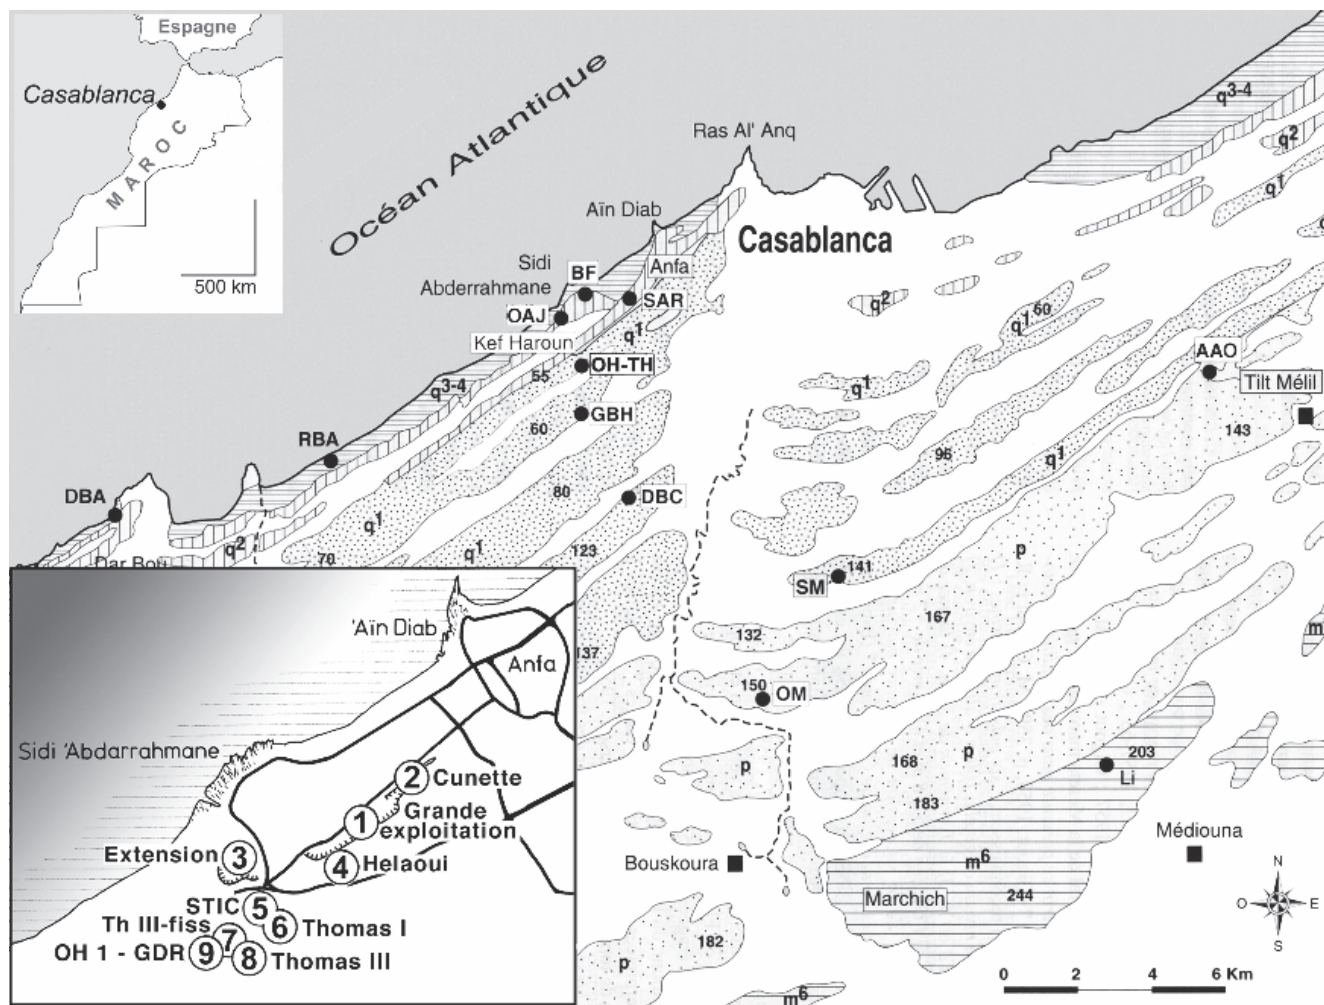 Espagne
Casablanca
MAROC
500 km
Océan Atlantique
Ras Al' Anq
q3-4
q2
q1
Aïn Diab
Casablanca
Sidi
Abderrahmane
BF
Anfa
SAR
OAJ
q1
Kef Haroun
q2
q1 60
OH-TH
55
q3-4
q1
AAO
Tilt Mélil
GBH
60
143
RBA
96
q1
80
DBC
DBA
q1
q2
q1
123
p
78
Dar Bou
SM
141
167
132
m
137
150
OM
p
168
p
203
Li
183
Médiouna
Bouskoura
m6
Marchich
244
182
p
m6
N
O
E
S
0 2 4 6 Km
'Aïn Diab
Anfa
Sidi 'Abdarrahmane
2 Cunette
1 Grande
exploitation
Extension 3
4 Helaoui
STIC 5
6 Thomas I
Th III-fiss 7
OH 1 - GDR 9
8 Thomas III